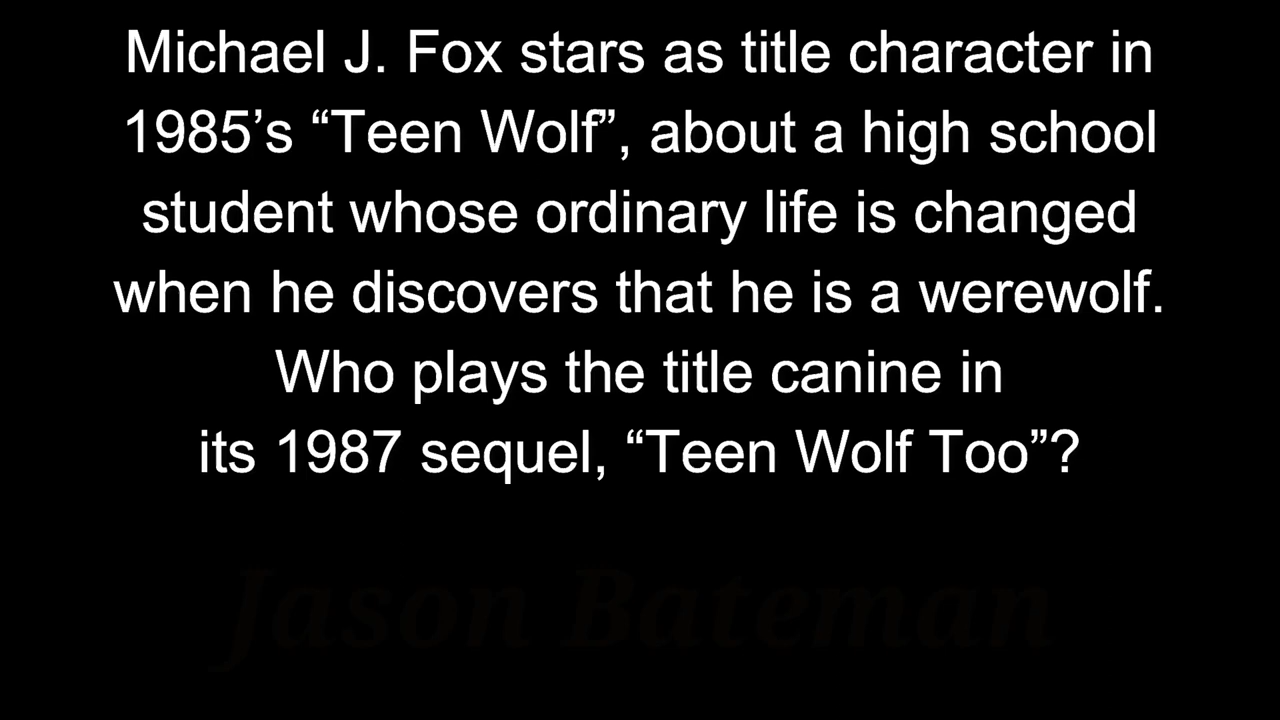 Michael J. Fox stars as title character in
1985’s “Teen Wolf”, about a high school
student whose ordinary life is changed
when he discovers that he is a werewolf.
Who plays the title canine in
its 1987 sequel, “Teen Wolf Too”?
Jason Bateman